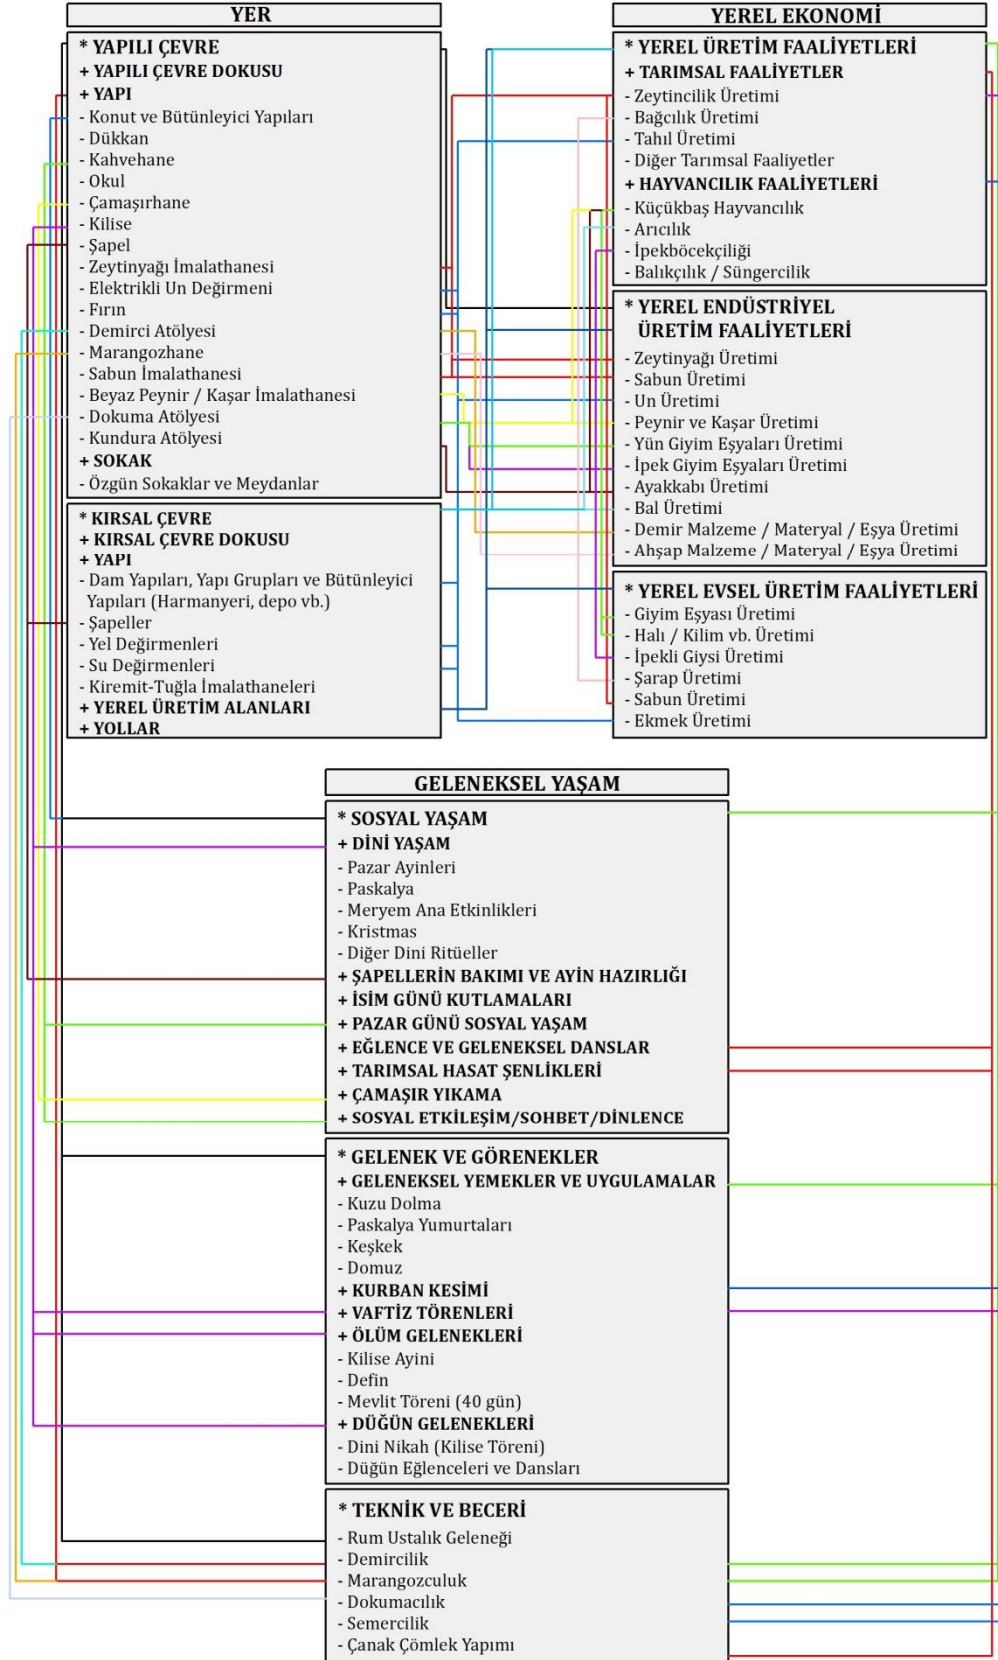 YER
* YAPILI ÇEVRE
+ YAPILI ÇEVRE DOKUSU
+ YAPI
- Konut ve Bütünleyici Yapıları
- Dükkan
- Kahvehane
- Okul
- Çamaşırhane
- Kilise
- Şapel
- Zeytinyağı İmalathanesi
- Elektrikli Un Değirmeni
- Fırın
- Demirci Atölyesi
- Marangozhane
- Sabun İmalathanesi
- Beyaz Peynir / Kaşar İmalathanesi
- Dokuma Atölyesi
- Kundura Atölyesi
+ SOKAK
- Özgün Sokaklar ve Meydanlar
* KIRSAL ÇEVRE
+ KIRSAL ÇEVRE DOKUSU
+ YAPI
- Dam Yapıları, Yapı Grupları ve Bütünleyici
Yapıları (Harmanyeri, depo vb.)
- Şapeller
- Yel Değirmenleri
- Su Değirmenleri
- Kiremit-Tuğla İmalathaneleri
+ YEREL ÜRETİM ALANLARI
+ YOLLAR
YEREL EKONOMİ
* YEREL ÜRETİM FAALİYETLERİ
+ TARIMSAL FAALİYETLER
- Zeytincilik Üretimi
- Bağcılık Üretimi
- Tahıl Üretimi
- Diğer Tarımsal Faaliyetler
+ HAYVANCILIK FAALİYETLERİ
- Küçükbaş Hayvancılık
- Arıcılık
- İpekböcekçiliği
- Balıkçılık / Süngercilik
* YEREL ENDÜSTRİYEL
ÜRETİM FAALİYETLERİ
- Zeytinyağı Üretimi
- Sabun Üretimi
- Un Üretimi
- Peynir ve Kaşar Üretimi
- Yün Giyim Eşyaları Üretimi
- İpek Giyim Eşyaları Üretimi
- Ayakkabı Üretimi
- Bal Üretimi
- Demir Malzeme / Materyal / Eşya Üretimi
- Ahşap Malzeme / Materyal / Eşya Üretimi
* YEREL EVSEL ÜRETİM FAALİYETLERİ
- Giyim Eşyası Üretimi
- Halı / Kilim vb. Üretimi
- İpekli Giysi Üretimi
- Şarap Üretimi
- Sabun Üretimi
- Ekmek Üretimi
GELENEKSEL YAŞAM
* SOSYAL YAŞAM
+ DİNİ YAŞAM
- Pazar Ayinleri
- Paskalya
- Meryem Ana Etkinlikleri
- Kristmas
- Diğer Dini Ritüeller
+ ŞAPELLERİN BAKIMI VE AYİN HAZIRLIĞI
+ İSİM GÜNÜ KUTLAMALARI
+ PAZAR GÜNÜ SOSYAL YAŞAM
+ EĞLENCE VE GELENEKSEL DANSLAR
+ TARIMSAL HASAT ŞENLİKLERİ
+ ÇAMAŞIR YIKAMA
+ SOSYAL ETKİLEŞİM/SOHBET/DİNLENCE
* GELENEK VE GÖRENEKLER
+ GELENEKSEL YEMEKLER VE UYGULAMALAR
- Kuzu Dolma
- Paskalya Yumurtaları
- Keşkek
- Domuz
+ KURBAN KESİMİ
+ VAFTİZ TÖRENLERİ
+ ÖLÜM GELENEKLERİ
- Kilise Ayini
- Defin
- Mevlit Töreni (40 gün)
+ DÜĞÜN GELENEKLERİ
- Dini Nikah (Kilise Töreni)
- Düğün Eğlenceleri ve Dansları
* TEKNİK VE BECERİ
- Rum Ustalık Geleneği
- Demircilik
- Marangozculuk
- Dokumacılık
- Semercilik
- Çanak Çömlek Yapımı